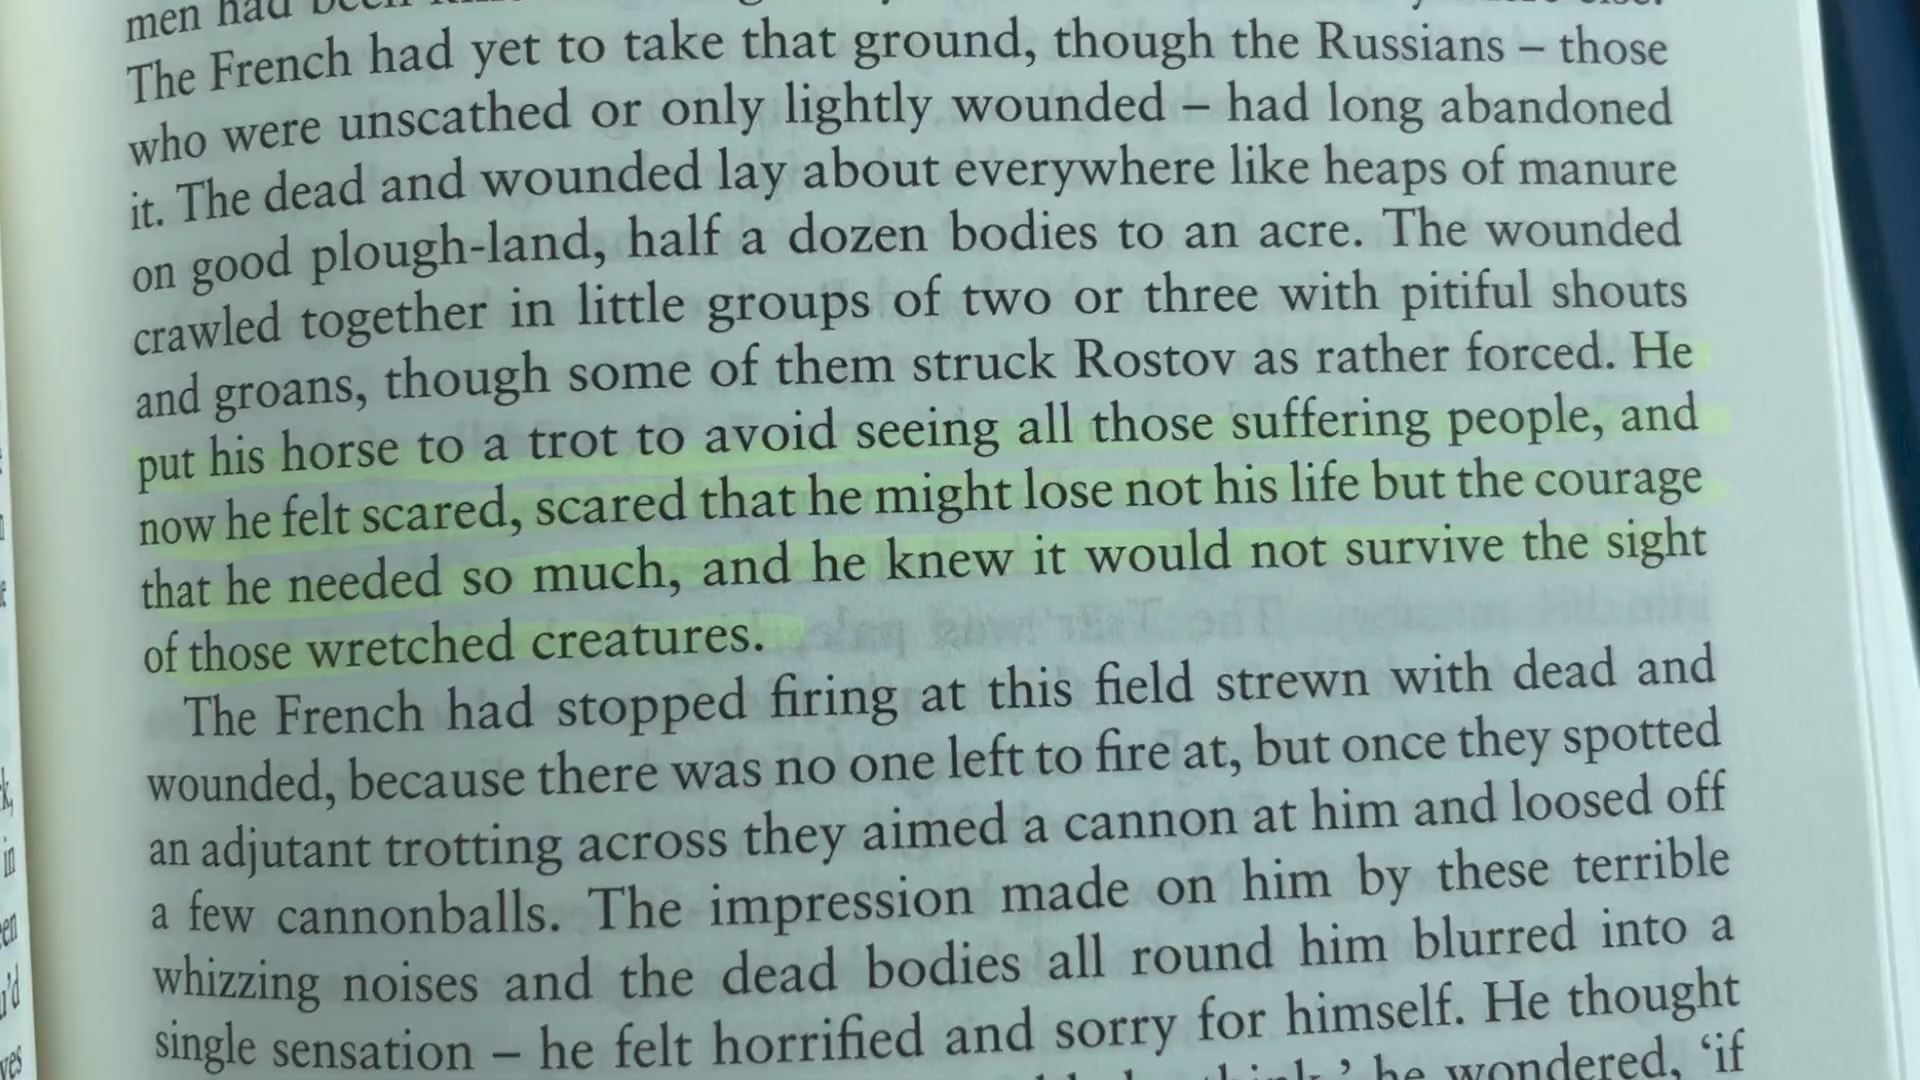 men had been
The French had yet to take that ground, though the Russians – those
who were unscathed or only lightly wounded – had long abandoned
it. The dead and wounded lay about everywhere like heaps of manure
on good plough-land, half a dozen bodies to an acre. The wounded
crawled together in little groups of two or three with pitiful shouts
and groans, though some of them struck Rostov as rather forced. He
put his horse to a trot to avoid seeing all those suffering people, and
now he felt scared, scared that he might lose not his life but the courage
that he needed so much, and he knew it would not survive the sight
of those wretched creatures.
The French had stopped firing at this field strewn with dead and
wounded, because there was no one left to fire at, but once they spotted
an adjutant trotting across they aimed a cannon at him and loosed off
a few cannonballs. The impression made on him by these terrible
whizzing noises and the dead bodies all round him blurred into a
single sensation – he felt horrified and sorry for himself. He thought
think,’ he wondered, ‘if